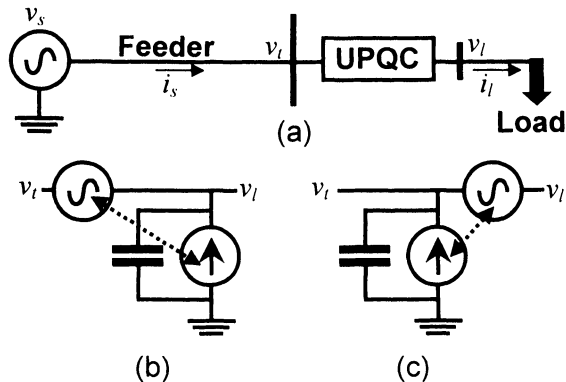 v_s
Feeder v_t UPQC v_l
i_s i_l
(a) Load
v_t v_l v_t v_l
(b) (c)